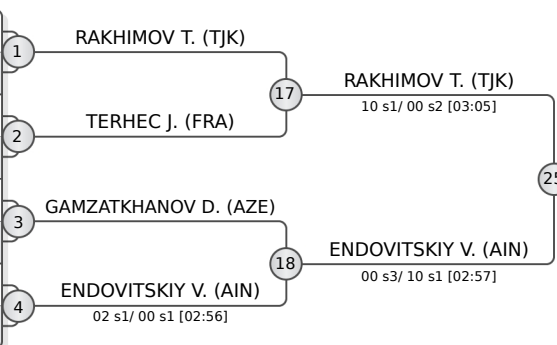 RAKHIMOV T. (TJK)
1
17
RAKHIMOV T. (TJK)
10 s1/ 00 s2 [03:05]
TERHEC J. (FRA)
2
25
GAMZATKHANOV D. (AZE)
3
18
ENDOVITSKIY V. (AIN)
00 s3/ 10 s1 [02:57]
ENDOVITSKIY V. (AIN)
4
02 s1/ 00 s1 [02:56]